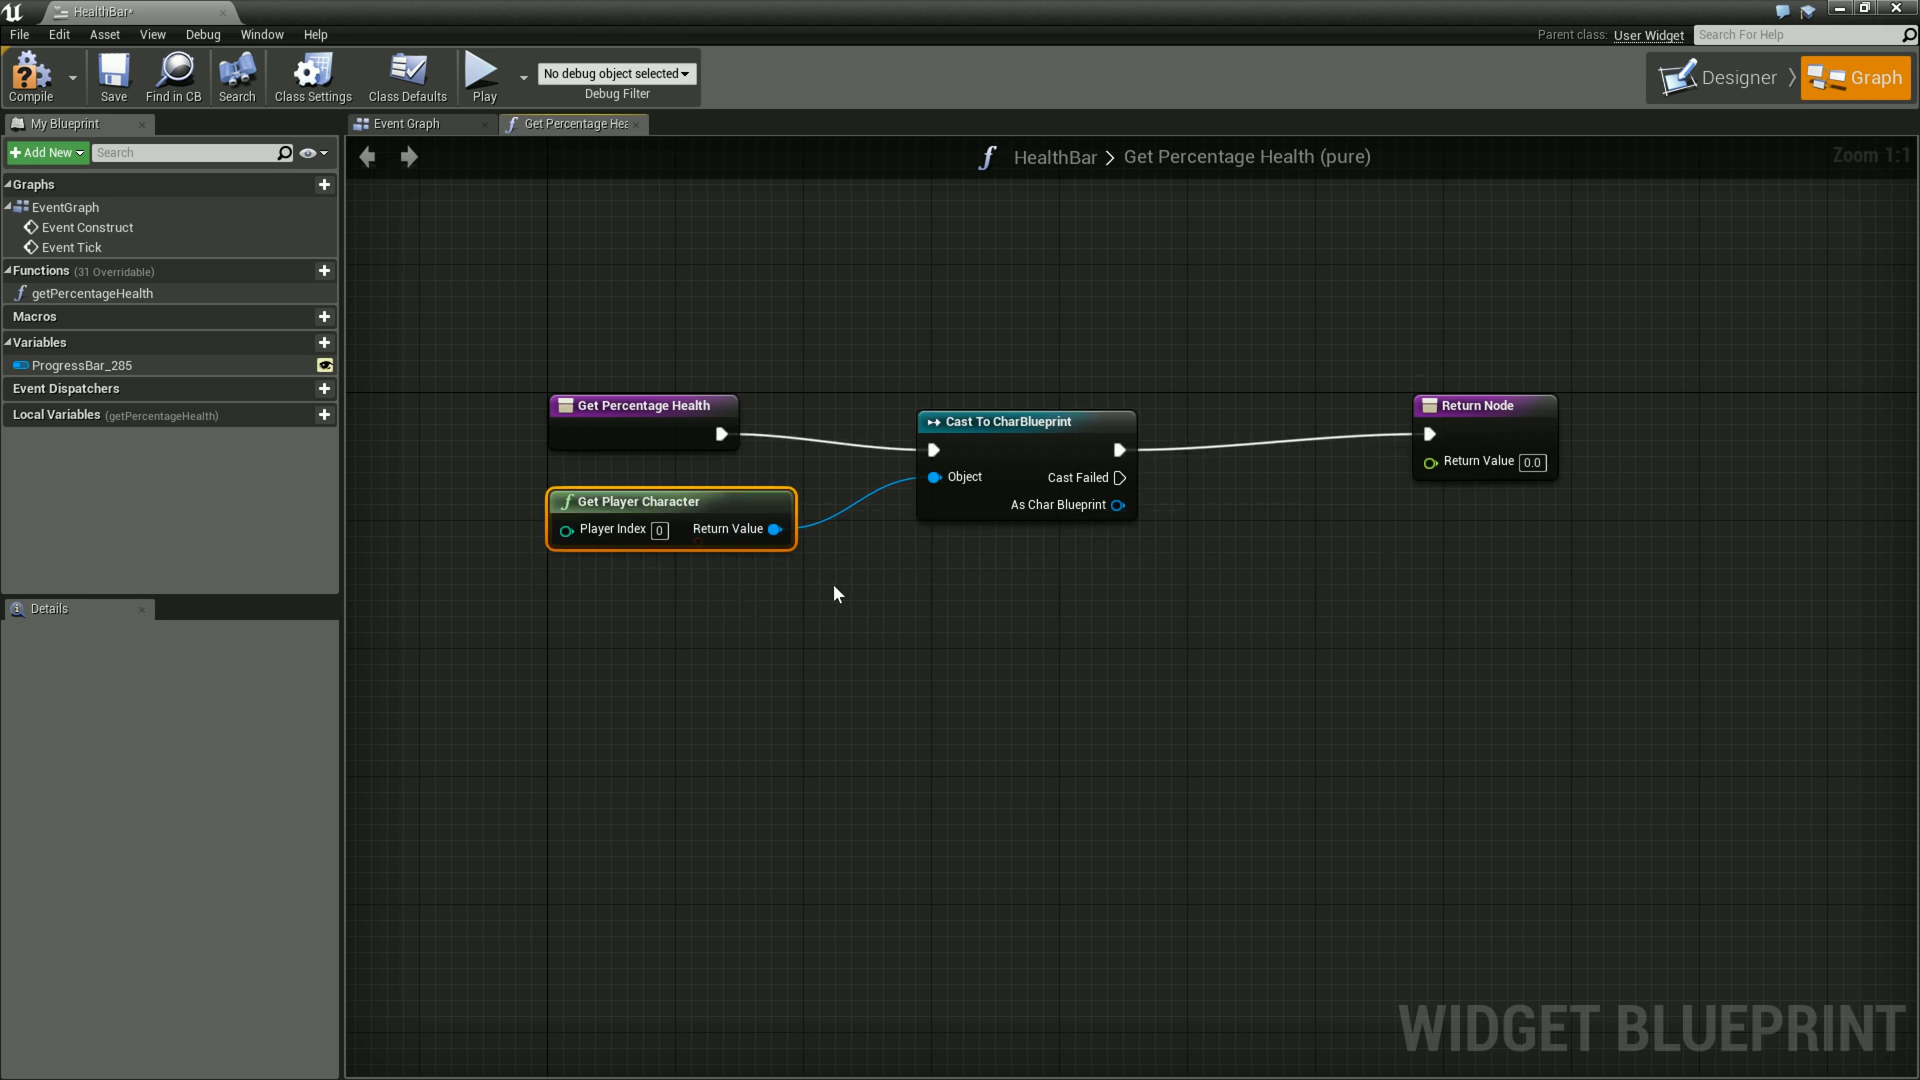 HealthBar*
File Edit Asset View Debug Window Help
Parent class: User Widget
Search For Help
Compile
Save
Find in CB
Search
Class Settings
Class Defaults
Play
No debug object selected
Debug Filter
Designer
Graph
My Blueprint
Add New
Search
Graphs
EventGraph
Event Construct
Event Tick
Functions (31 Overridable)
getPercentageHealth
Macros
Variables
ProgressBar_285
Event Dispatchers
Local Variables (getPercentageHealth)
Details
Event Graph
Get Percentage Hea
HealthBar > Get Percentage Health (pure)
Zoom 1:1
Get Percentage Health
Get Player Character
Player Index 0
Return Value
Cast To CharBlueprint
Object
Cast Failed
As Char Blueprint
Return Node
Return Value 0.0
WIDGET BLUEPRINT